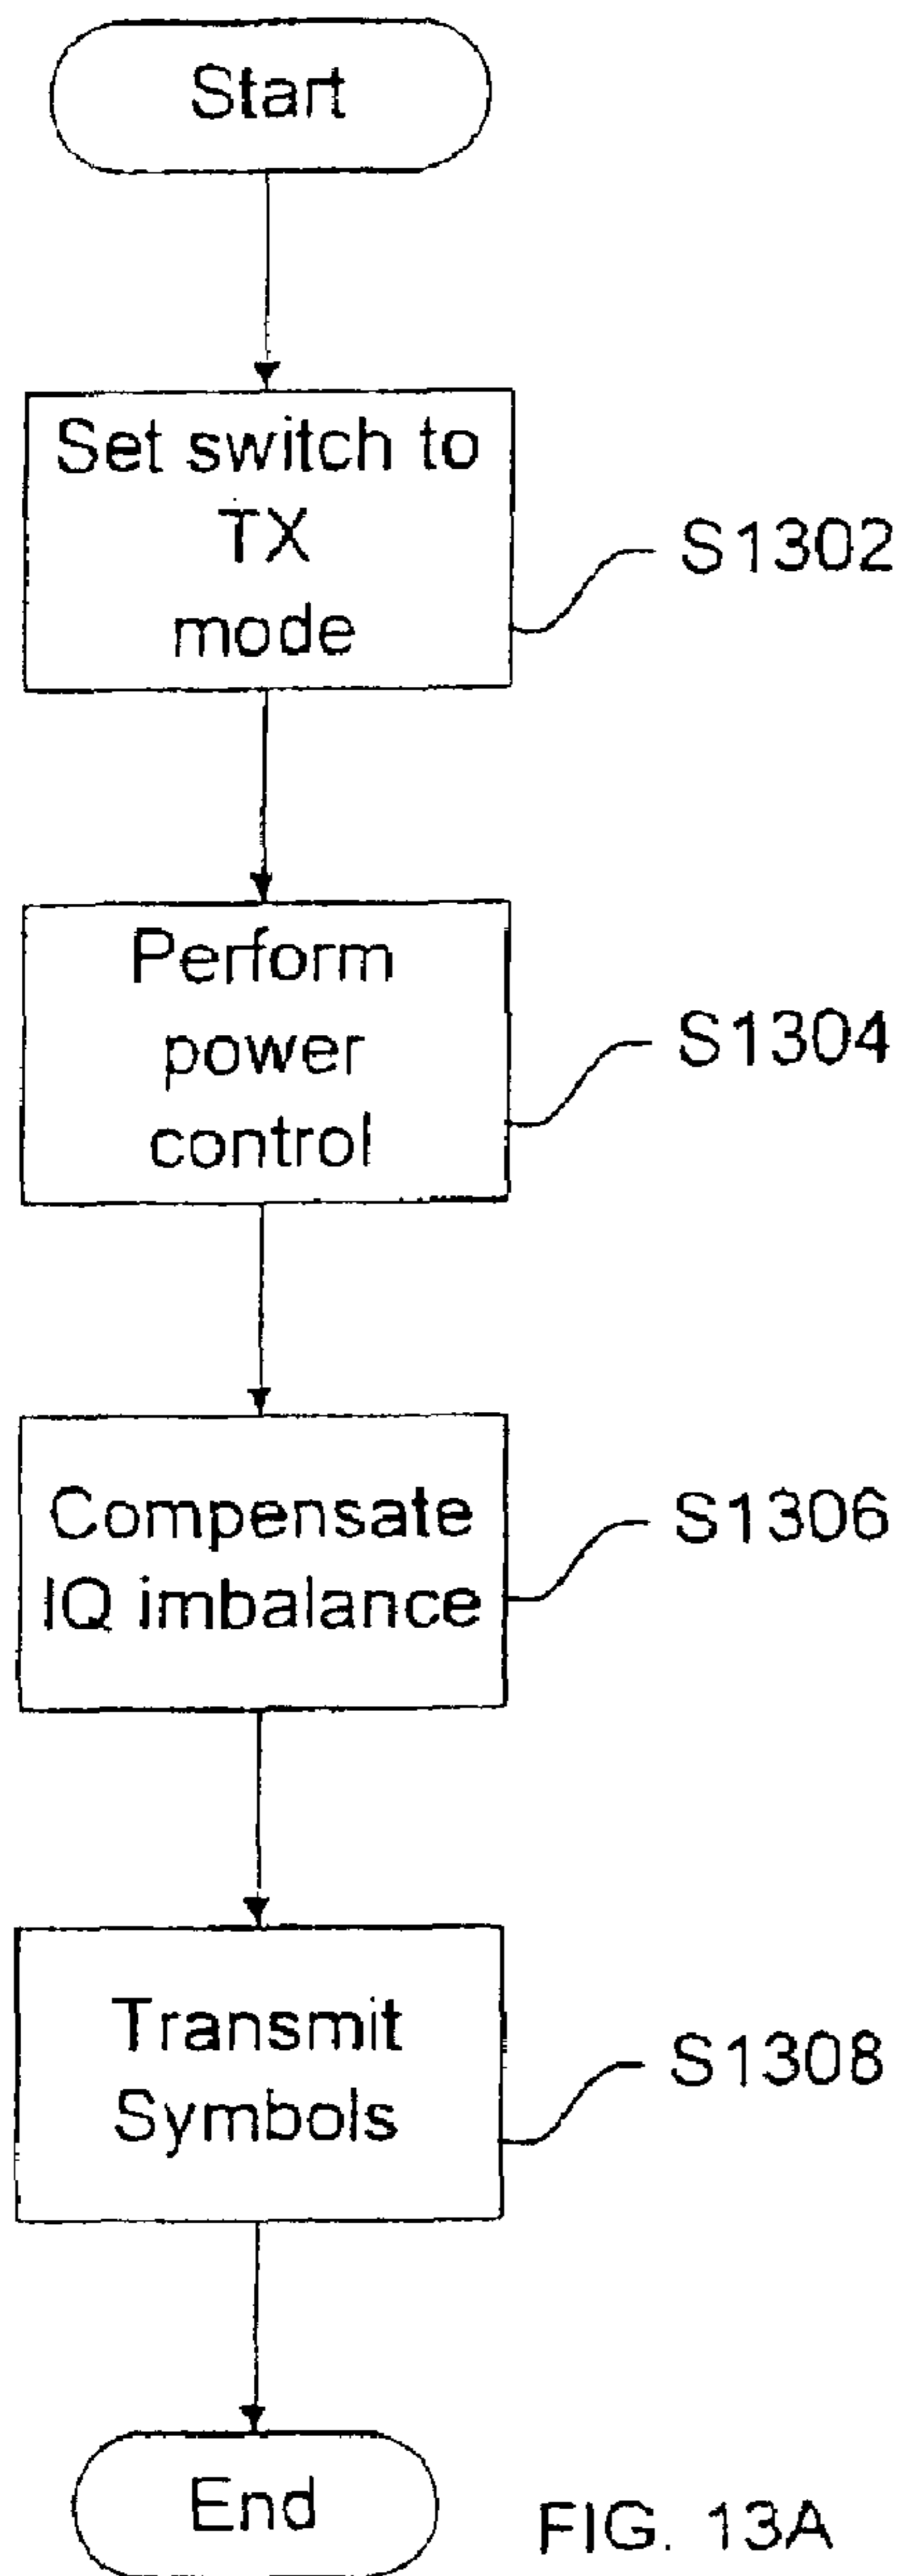 Start
Set switch to
TX
mode
S1302
Perform
power
control
S1304
Compensate
IQ imbalance
S1306
Transmit
Symbols
S1308
End
FIG. 13A